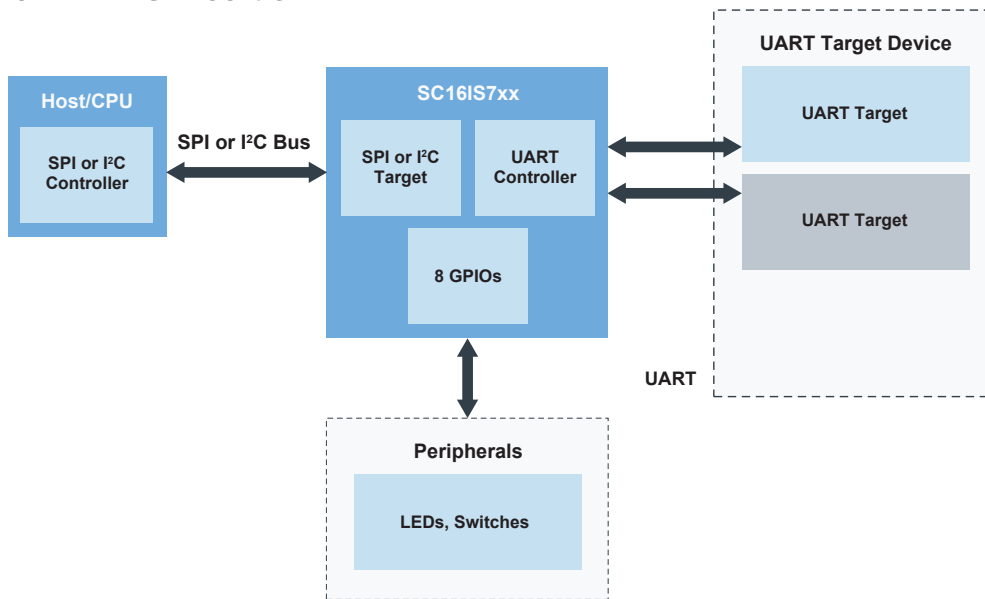 UART Target Device
Host/CPU
SC16IS7xx
UART Target
SPI or I²C Bus
SPI or I²C
Controller
SPI or I²C
Target
UART
Controller
UART Target
8 GPIOs
UART
Peripherals
LEDs, Switches